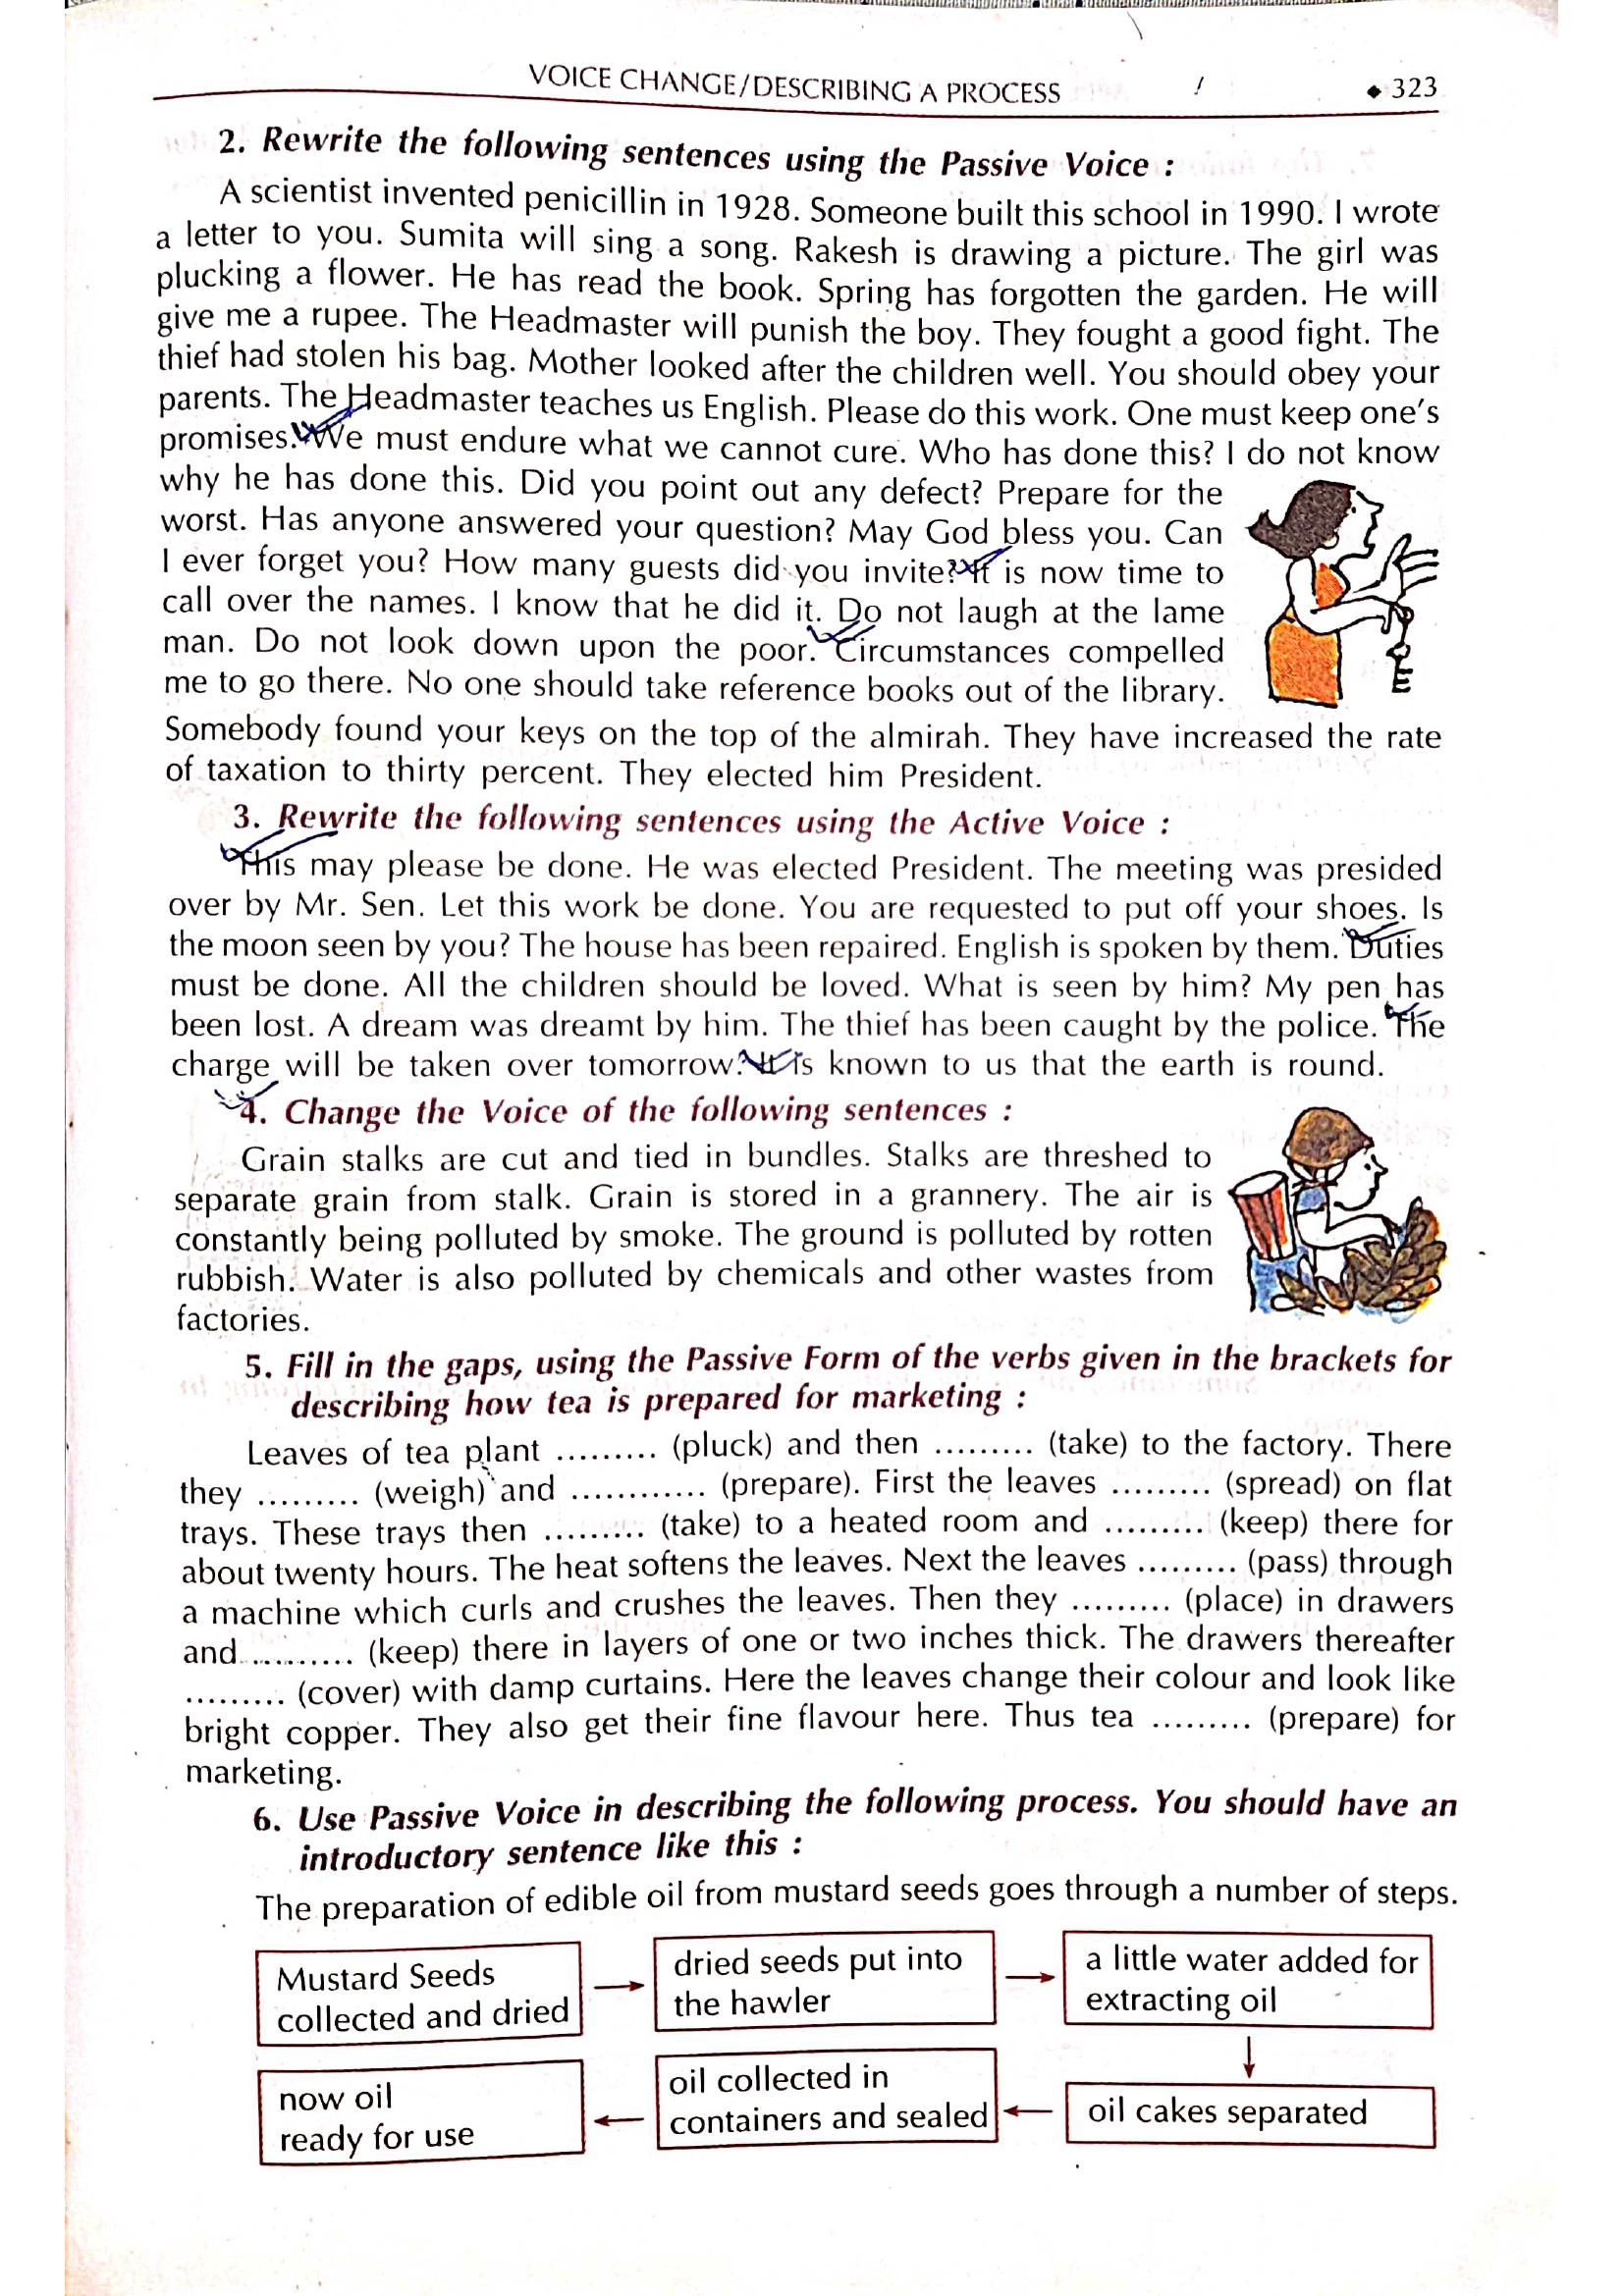 VOICE CHANGE/DESCRIBING A PROCESS ◆ 323
2. Rewrite the following sentences using the Passive Voice :
A scientist invented penicillin in 1928. Someone built this school in 1990. I wrote
a letter to you. Sumita will sing a song. Rakesh is drawing a picture. The girl was
plucking a flower. He has read the book. Spring has forgotten the garden. He will
give me a rupee. The Headmaster will punish the boy. They fought a good fight. The
thief had stolen his bag. Mother looked after the children well. You should obey your
parents. The Headmaster teaches us English. Please do this work. One must keep one's
promises. We must endure what we cannot cure. Who has done this? I do not know
why he has done this. Did you point out any defect? Prepare for the
worst. Has anyone answered your question? May God bless you. Can
I ever forget you? How many guests did you invite? It is now time to
call over the names. I know that he did it. Do not laugh at the lame
man. Do not look down upon the poor. Circumstances compelled
me to go there. No one should take reference books out of the library.
Somebody found your keys on the top of the almirah. They have increased the rate
of taxation to thirty percent. They elected him President.
3. Rewrite the following sentences using the Active Voice :
This may please be done. He was elected President. The meeting was presided
over by Mr. Sen. Let this work be done. You are requested to put off your shoes. Is
the moon seen by you? The house has been repaired. English is spoken by them. Duties
must be done. All the children should be loved. What is seen by him? My pen has
been lost. A dream was dreamt by him. The thief has been caught by the police. The
charge will be taken over tomorrow. It is known to us that the earth is round.
4. Change the Voice of the following sentences :
Grain stalks are cut and tied in bundles. Stalks are threshed to
separate grain from stalk. Grain is stored in a grannery. The air is
constantly being polluted by smoke. The ground is polluted by rotten
rubbish. Water is also polluted by chemicals and other wastes from
factories.
5. Fill in the gaps, using the Passive Form of the verbs given in the brackets for
describing how tea is prepared for marketing :
Leaves of tea plant ......... (pluck) and then ......... (take) to the factory. There
they ......... (weigh) and ............ (prepare). First the leaves ......... (spread) on flat
trays. These trays then ......... (take) to a heated room and ......... (keep) there for
about twenty hours. The heat softens the leaves. Next the leaves ......... (pass) through
a machine which curls and crushes the leaves. Then they ......... (place) in drawers
and .......... (keep) there in layers of one or two inches thick. The drawers thereafter
......... (cover) with damp curtains. Here the leaves change their colour and look like
bright copper. They also get their fine flavour here. Thus tea ......... (prepare) for
marketing.
6. Use Passive Voice in describing the following process. You should have an
introductory sentence like this :
The preparation of edible oil from mustard seeds goes through a number of steps.
Mustard Seeds
collected and dried
dried seeds put into
the hawler
a little water added for
extracting oil
oil cakes separated
oil collected in
containers and sealed
now oil
ready for use